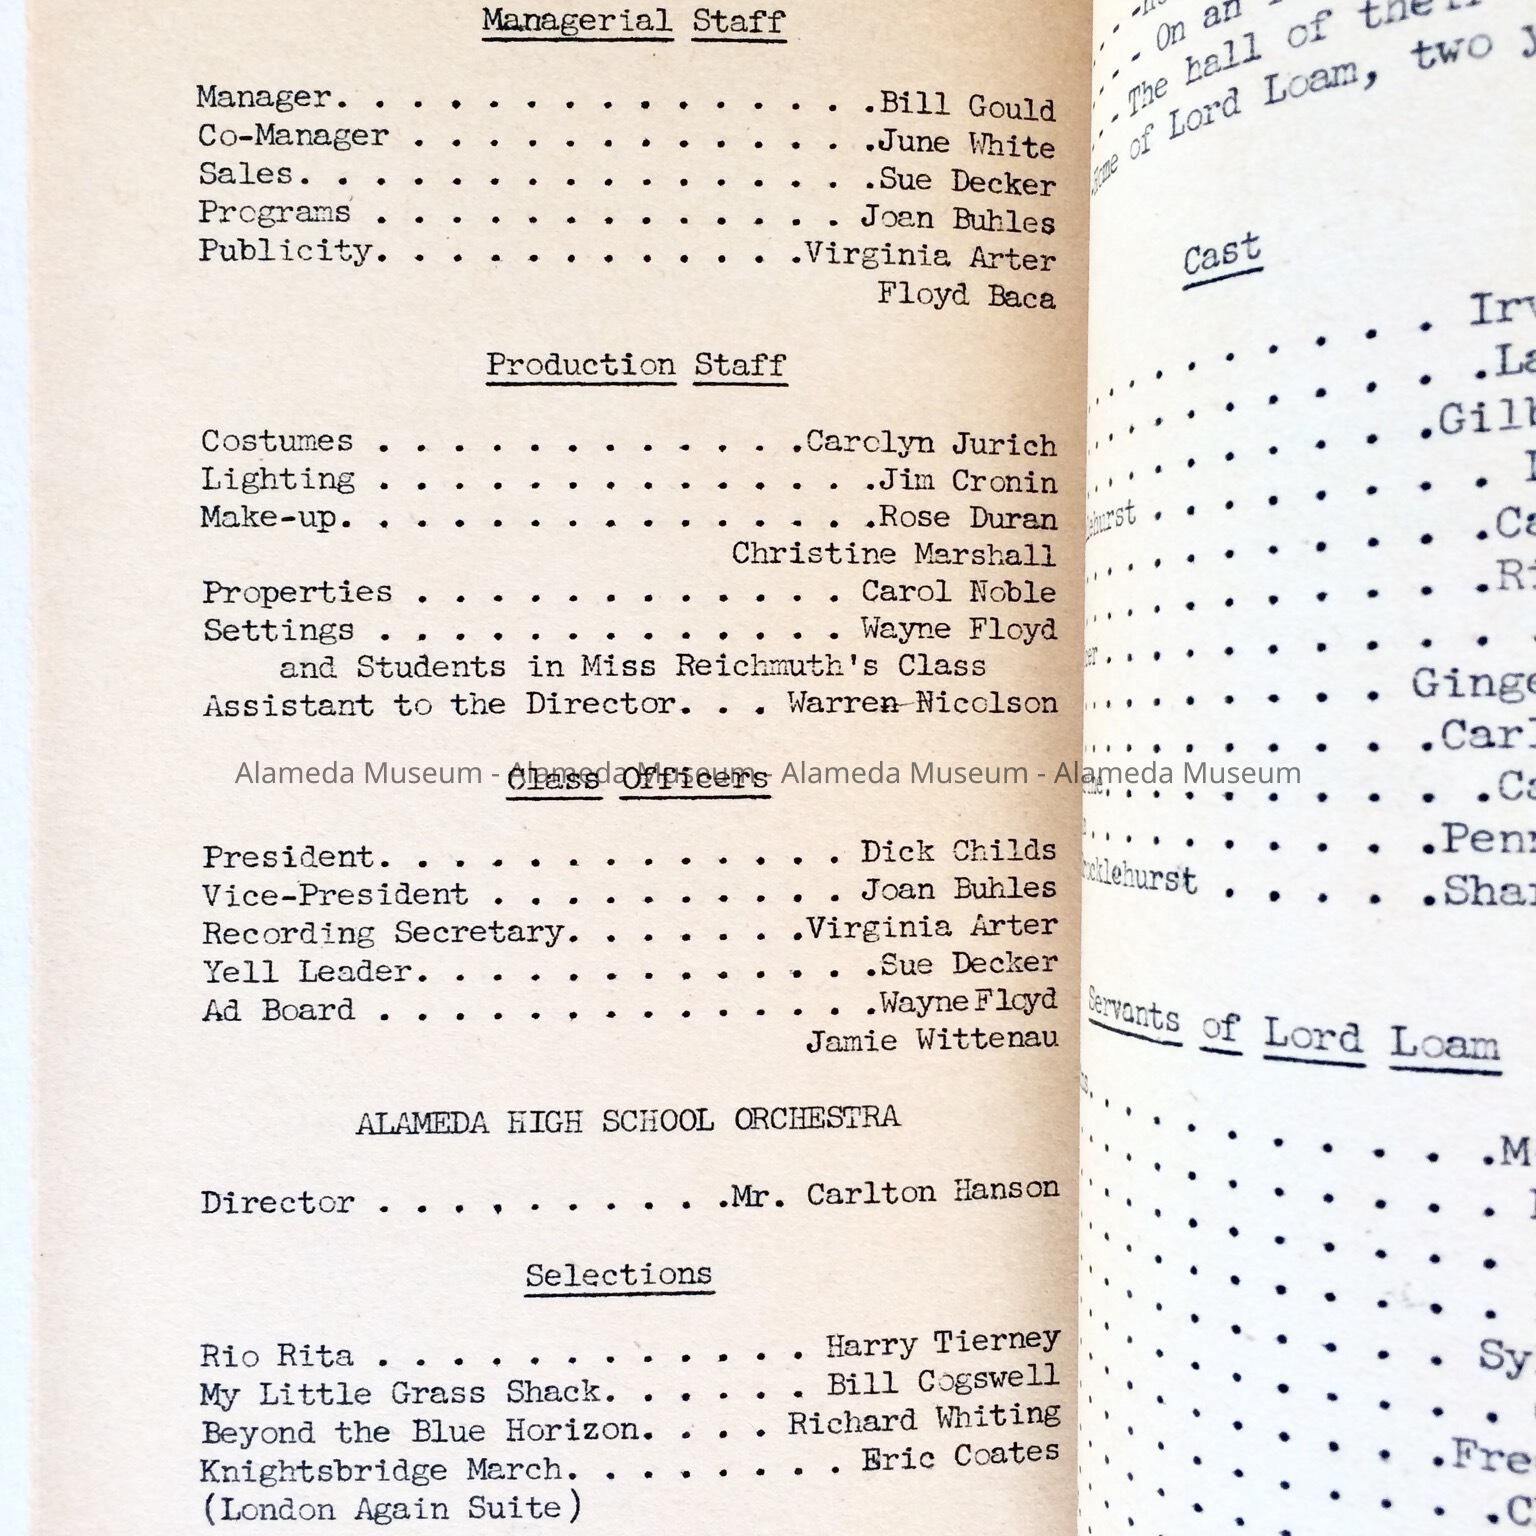 Managerial Staff
Manager. . . . . . . . . . . . . . .Bill Gould
Co-Manager . . . . . . . . . . . . .June White
Sales. . . . . . . . . . . . . . . .Sue Decker
Programs . . . . . . . . . . . . . Joan Buhles
Publicity. . . . . . . . . . . .Virginia Arter
Floyd Baca
Production Staff
Costumes . . . . . . . . . . . .Carolyn Jurich
Lighting . . . . . . . . . . . . . .Jim Cronin
Make-up. . . . . . . . . . . . . . .Rose Duran
Christine Marshall
Properties . . . . . . . . . . . . Carol Noble
Settings . . . . . . . . . . . . . Wayne Floyd
and Students in Miss Reichmuth's Class
Assistant to the Director. . . Warren Nicolson
Alameda Museum - Alameda Museum - Alameda Museum - Alameda Museum
Class Officers
President. . . . . . . . . . . . . Dick Childs
Vice-President . . . . . . . . . . Joan Buhles
Recording Secretary. . . . . . .Virginia Arter
Yell Leader. . . . . . . . . . . . .Sue Decker
Ad Board . . . . . . . . . . . . . .Wayne Floyd
Jamie Wittenau
ALAMEDA HIGH SCHOOL ORCHESTRA
Director . . . . . . . . . .Mr. Carlton Hanson
Selections
Rio Rita . . . . . . . . . . . . Harry Tierney
My Little Grass Shack. . . . . . Bill Cogswell
Beyond the Blue Horizon. . . . Richard Whiting
Knightsbridge March. . . . . . . . Eric Coates
(London Again Suite)
On an
The hall of their
of Lord Loam, two
Cast
Servants of Lord Loam